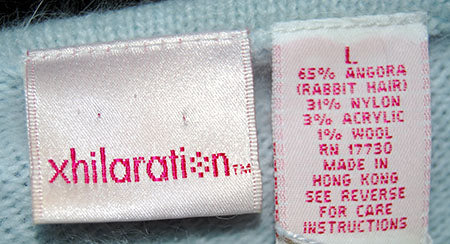 xhilaration™
L
65% ANGORA
(RABBIT HAIR)
31% NYLON
3% ACRYLIC
1% WOOL
RN 17730
MADE IN
HONG KONG
SEE REVERSE
FOR CARE
INSTRUCTIONS